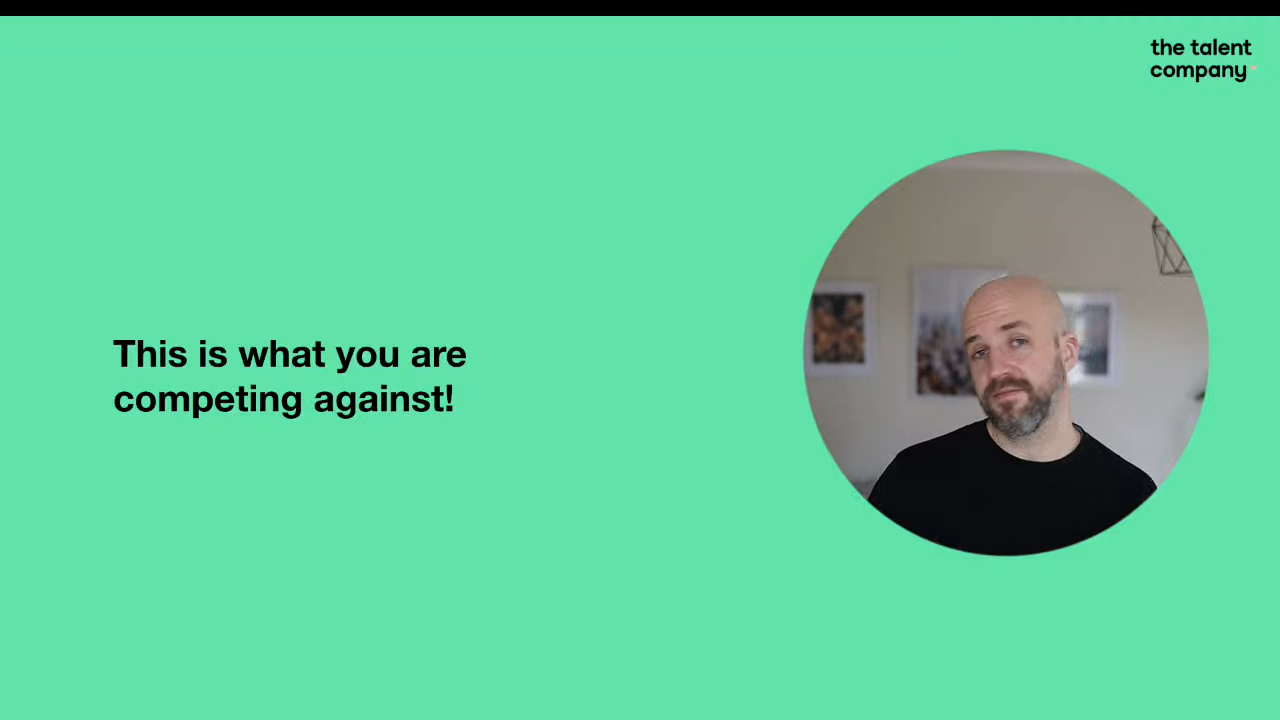 the talent
company
This is what you are
competing against!